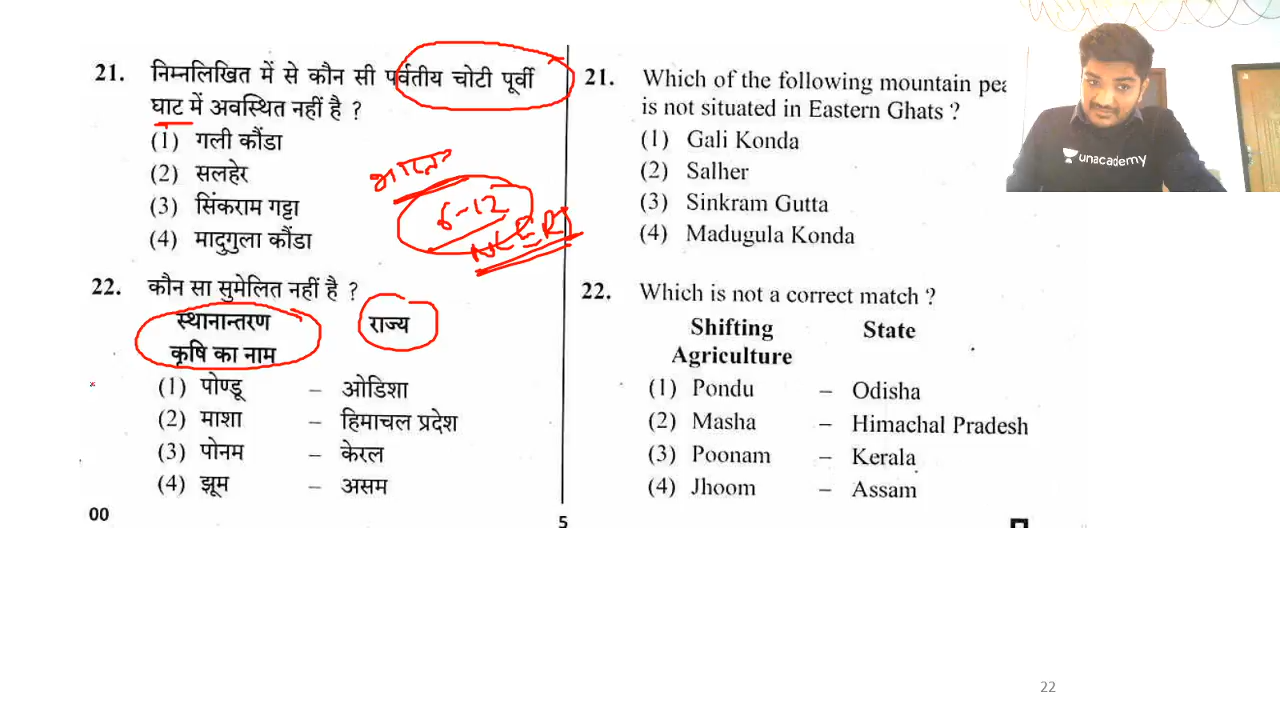 21. निम्नलिखित में से कौन सी पर्वतीय चोटी पूर्वी
घाट में अवस्थित नहीं है ?
(1) गली कौंडा
(2) सलहेर
(3) सिंकराम गट्टा
(4) मादुगुला कौंडा
भारत
6-12
NCERT
22. कौन सा सुमेलित नहीं है ?
स्थानान्तरण राज्य
कृषि का नाम
(1) पोण्डू – ओडिशा
(2) माशा – हिमाचल प्रदेश
(3) पोनम – केरल
(4) झूम – असम
00
5
21. Which of the following mountain pea
is not situated in Eastern Ghats ?
(1) Gali Konda
(2) Salher
(3) Sinkram Gutta
(4) Madugula Konda
22. Which is not a correct match ?
Shifting State
Agriculture
(1) Pondu – Odisha
(2) Masha – Himachal Pradesh
(3) Poonam – Kerala
(4) Jhoom – Assam
unacademy
22